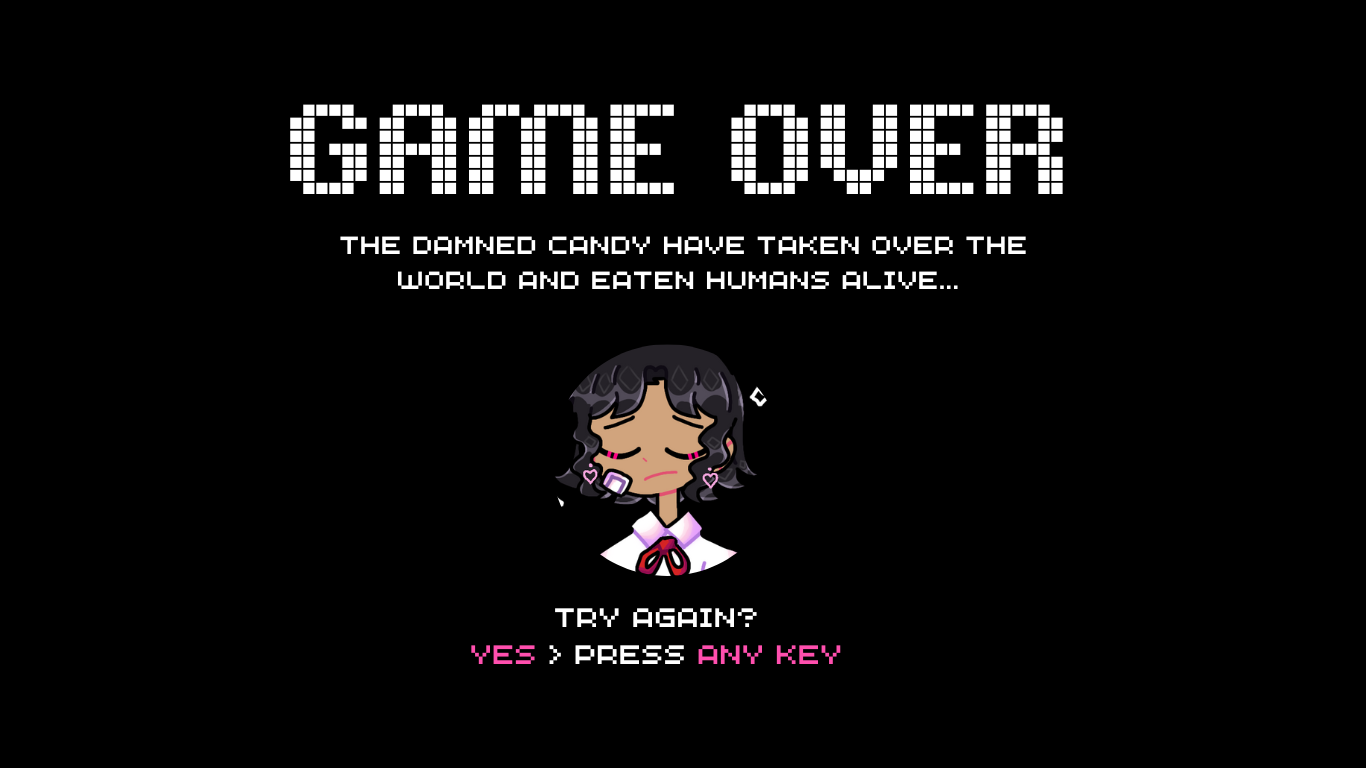 GAME OVER
THE DAMNED CANDY HAVE TAKEN OVER THE
WORLD AND EATEN HUMANS ALIVE...
TRY AGAIN?
YES > PRESS ANY KEY